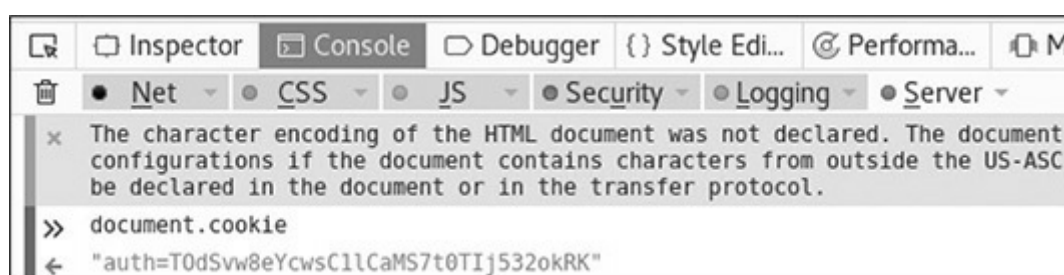 Inspector Console Debugger {} Style Edi... Performa... M
Net CSS JS Security Logging Server
The character encoding of the HTML document was not declared. The document
configurations if the document contains characters from outside the US-ASC
be declared in the document or in the transfer protocol.
document.cookie
"auth=TOdSvw8eYcwsC1lCaMS7t0TIj532okRK"